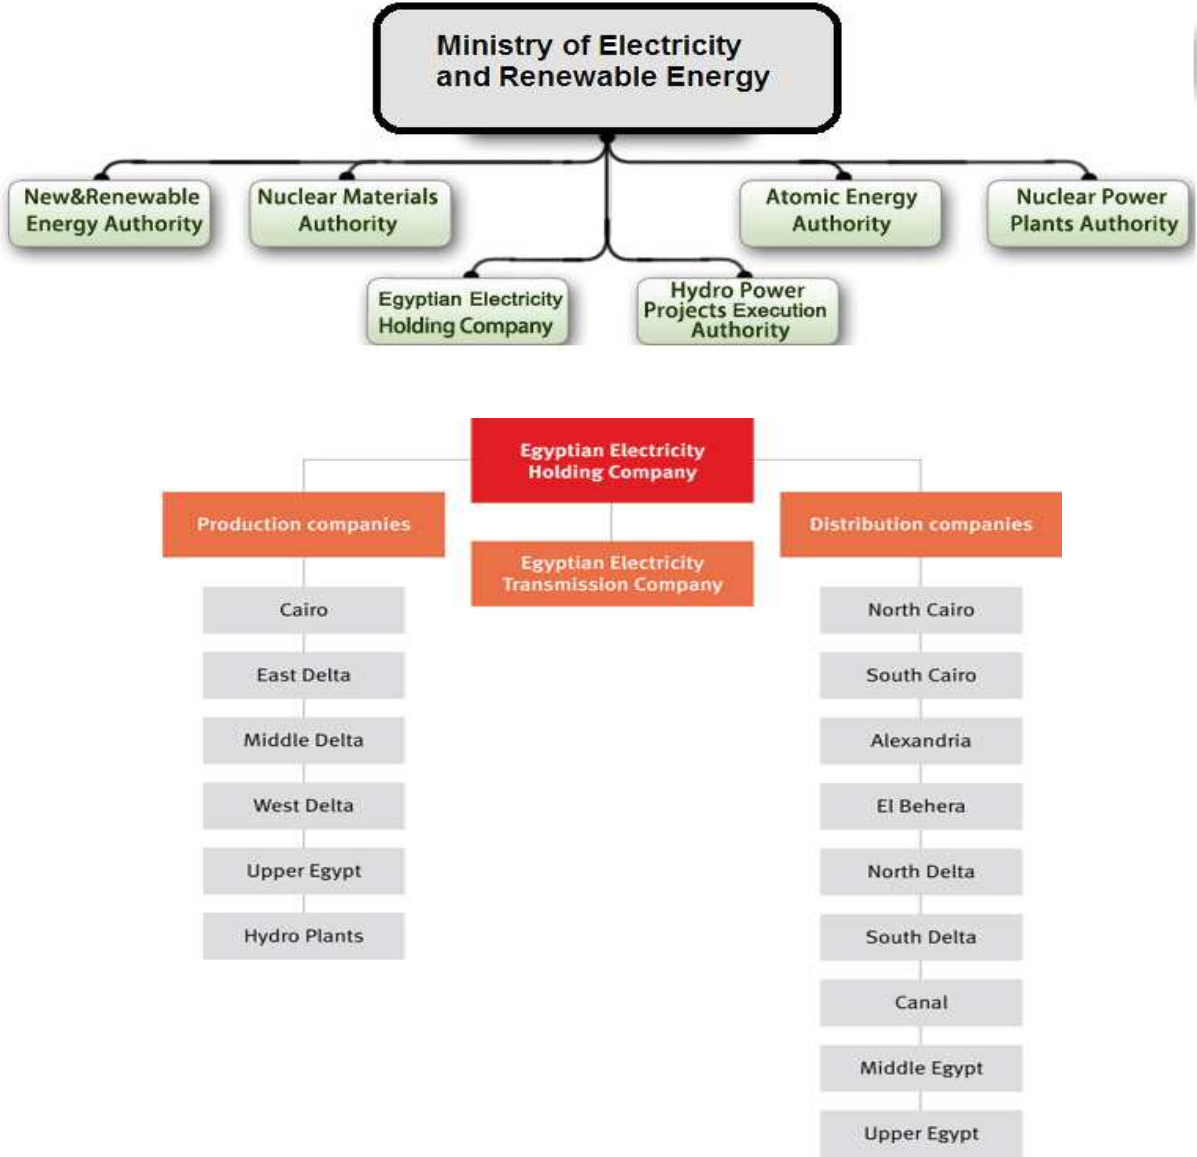 Ministry of Electricity
and Renewable Energy
New&Renewable
Energy Authority
Nuclear Materials
Authority
Atomic Energy
Authority
Nuclear Power
Plants Authority
Egyptian Electricity
Holding Company
Hydro Power
Projects Execution
Authority
Egyptian Electricity
Holding Company
Production companies
Egyptian Electricity
Transmission Company
Distribution companies
Cairo
East Delta
Middle Delta
West Delta
Upper Egypt
Hydro Plants
North Cairo
South Cairo
Alexandria
El Behera
North Delta
South Delta
Canal
Middle Egypt
Upper Egypt